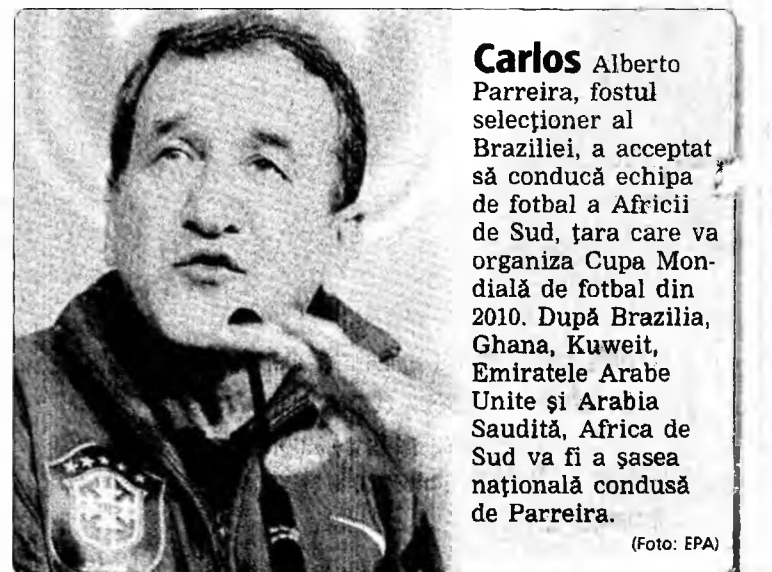 Carlos Alberto
Parreira, fostul
selecţioner al
Braziliei, a acceptat
să conducă echipa
de fotbal a Africii
de Sud, ţara care va
organiza Cupa Mon-
dială de fotbal din
2010. După Brazilia,
Ghana, Kuweit,
Emiratele Arabe
Unite şi Arabia
Saudită, Africa de
Sud va fi a şasea
naţională condusă
de Parreira.
(Foto: EPA)